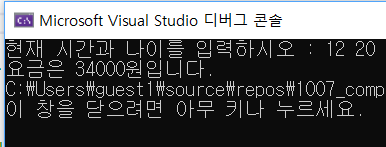 Microsoft Visual Studio 디버그 콘솔
현재 시간과 나이를 입력하시오 : 12 20
요금은 34000원입니다.
C:\Users\guest1\source\repos\1007_comp
이 창을 닫으려면 아무 키나 누르세요.